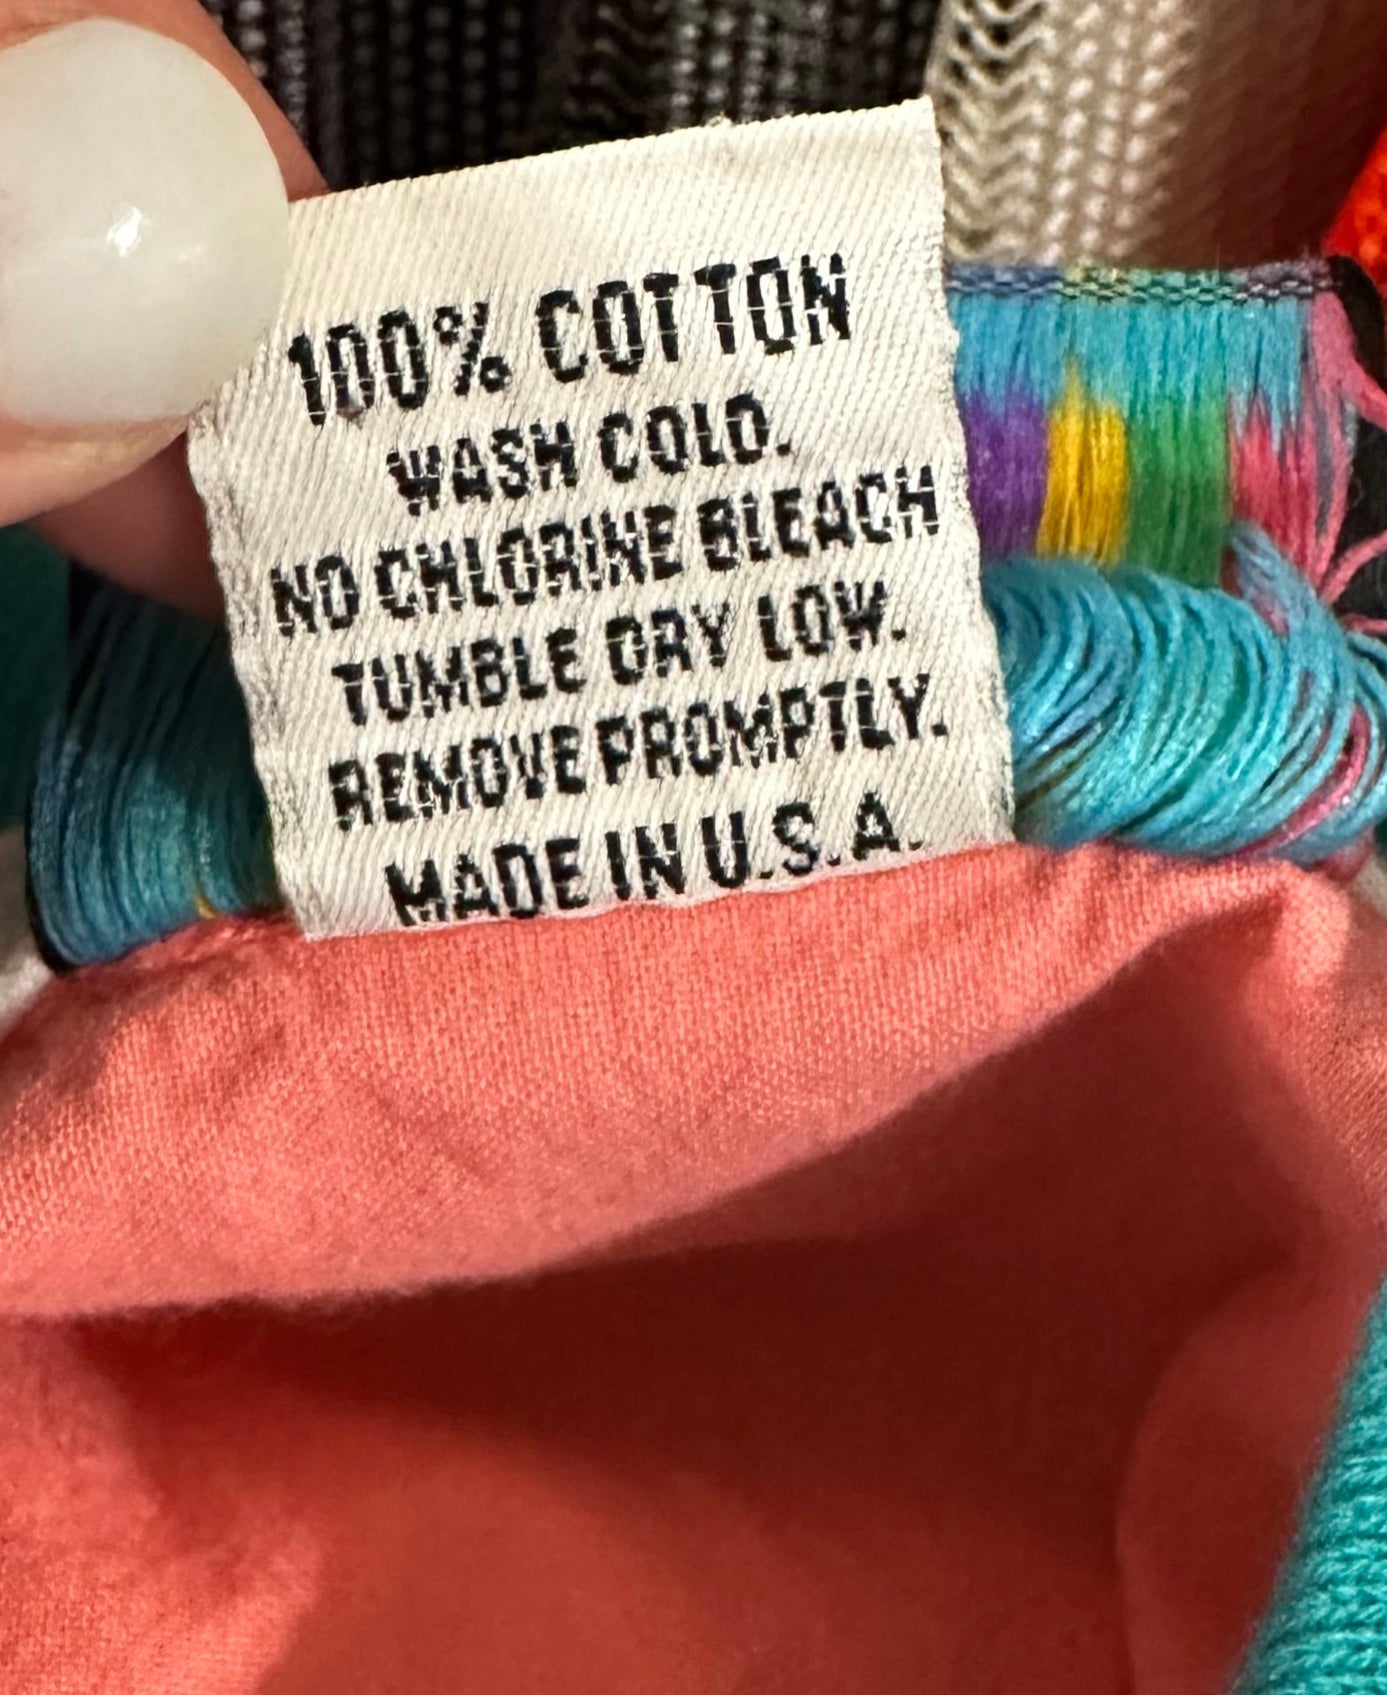 100% COTTON
WASH COLD.
NO CHLORINE BLEACH
TUMBLE DRY LOW.
REMOVE PROMPTLY.
MADE IN U.S.A.